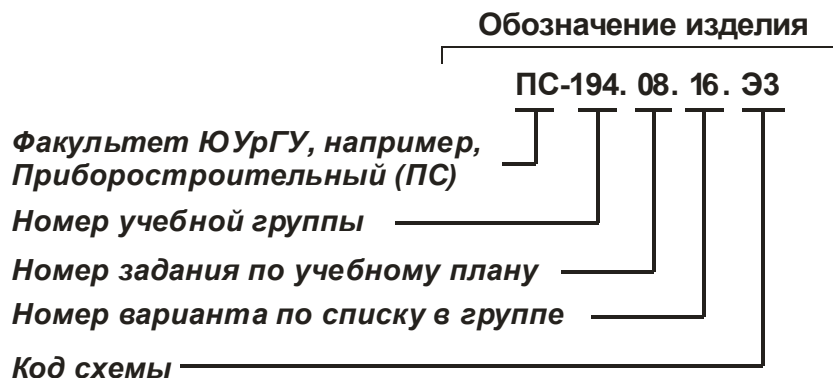 Обозначение изделия
ПС-194. 08. 16. Э3
Факультет ЮУрГУ, например,
Приборостроительный (ПС)
Номер учебной группы
Номер задания по учебному плану
Номер варианта по списку в группе
Код схемы